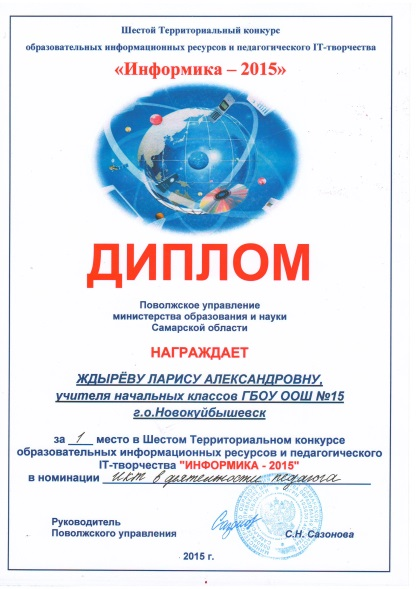 Шестой Территориальный конкурс
образовательных информационных ресурсов и педагогического IT-творчества
«Информика – 2015»
ДИПЛОМ
Поволжское управление
министерства образования и науки
Самарской области
НАГРАЖДАЕТ
ЖДЫРЁВУ ЛАРИСУ АЛЕКСАНДРОВНУ,
учителя начальных классов ГБОУ ООШ №15
г.о.Новокуйбышевск
за 1 место в Шестом Территориальном конкурсе
образовательных информационных ресурсов и педагогического
IT-творчества "ИНФОРМИКА - 2015"
в номинации ИКТ в деятельности педагога
Руководитель
Поволжского управления С.Н. Сазонова
2015 г.